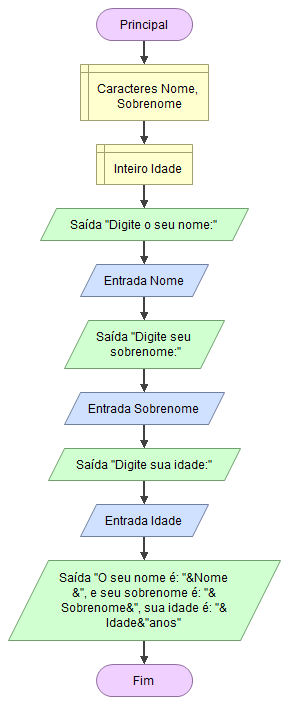 Principal
Caracteres Nome,
Sobrenome
Inteiro Idade
Saída "Digite o seu nome:"
Entrada Nome
Saída "Digite seu
sobrenome:"
Entrada Sobrenome
Saída "Digite sua idade:"
Entrada Idade
Saída "O seu nome é: "&Nome
&", e seu sobrenome é: "&
Sobrenome&", sua idade é: "&
Idade&"anos"
Fim